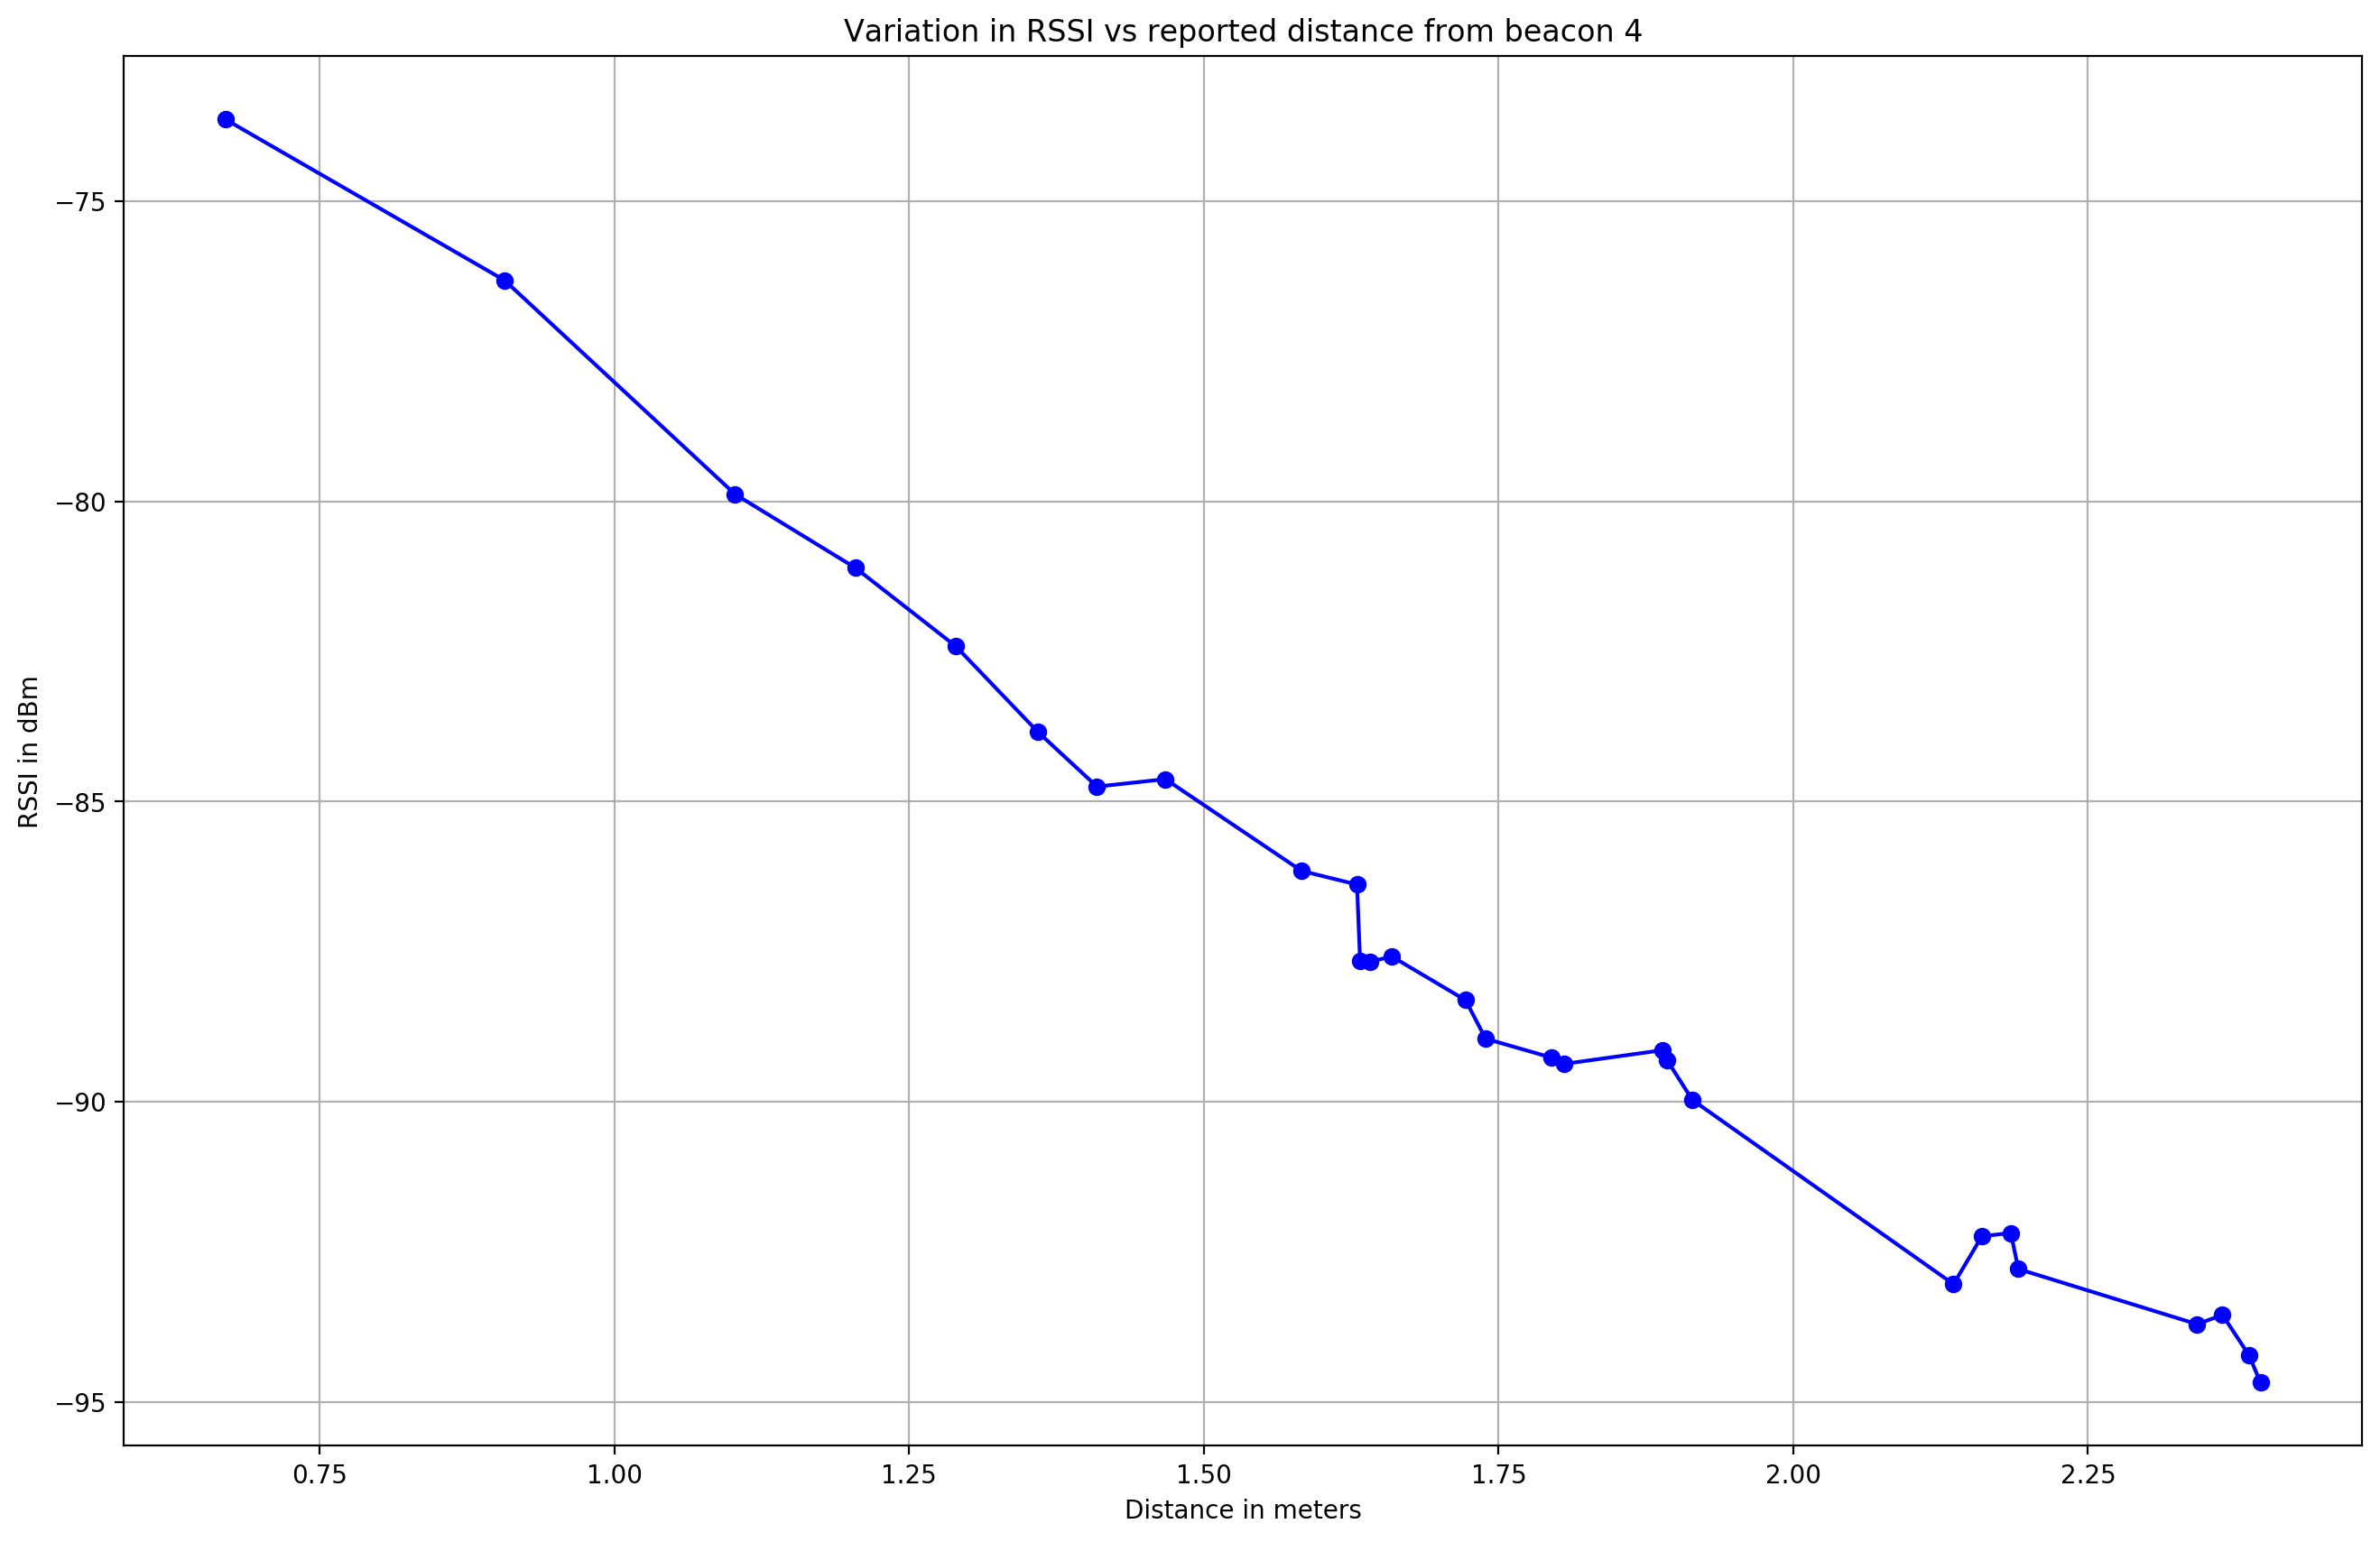 Variation in RSSI vs reported distance from beacon 4
−75
−80
−85
−90
−95
RSSI in dBm
0.75 1.00 1.25 1.50 1.75 2.00 2.25
Distance in meters